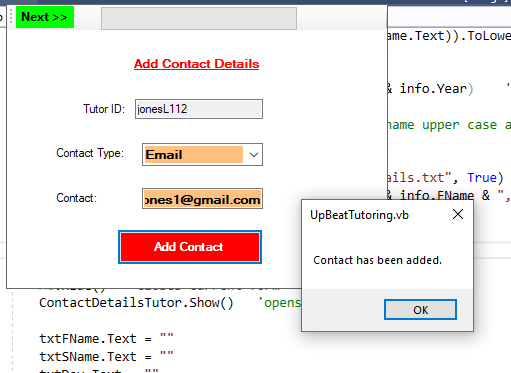 Next >>
ame.Text)).ToLowe
Add Contact Details
& info.Year) '
Tutor ID: jonesL112
name upper case a
Contact Type: Email
ails.txt", True)
Contact: ones1@gmail.com
& info.FName & ",
Add Contact
UpBeatTutoring.vb
Contact has been added.
OK
ContactDetailsTutor.Show() 'opens
txtFName.Text = ""
txtSName.Text = ""